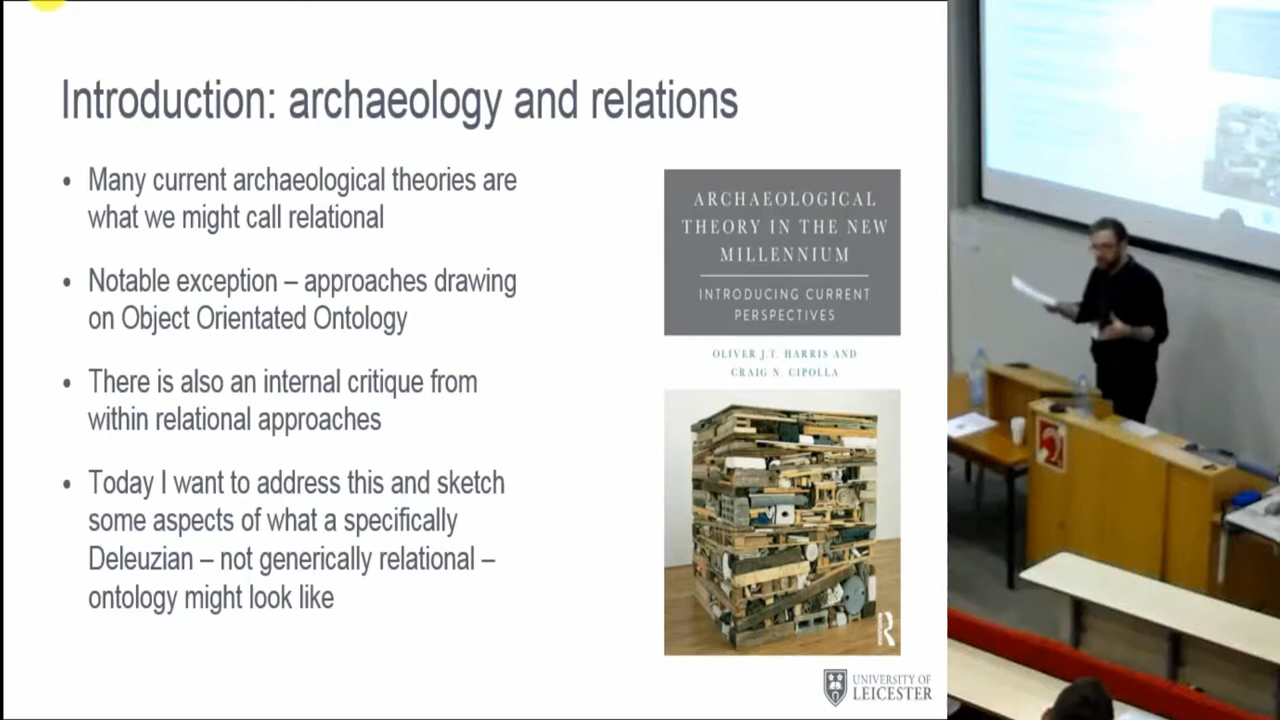 Introduction: archaeology and relations
• Many current archaeological theories are
what we might call relational
• Notable exception – approaches drawing
on Object Orientated Ontology
• There is also an internal critique from
within relational approaches
• Today I want to address this and sketch
some aspects of what a specifically
Deleuzian – not generically relational –
ontology might look like
ARCHAEOLOGICAL
THEORY IN THE NEW
MILLENNIUM
INTRODUCING CURRENT
PERSPECTIVES
OLIVER J.T. HARRIS AND
CRAIG N. CIPOLLA
R
UNIVERSITY OF
LEICESTER